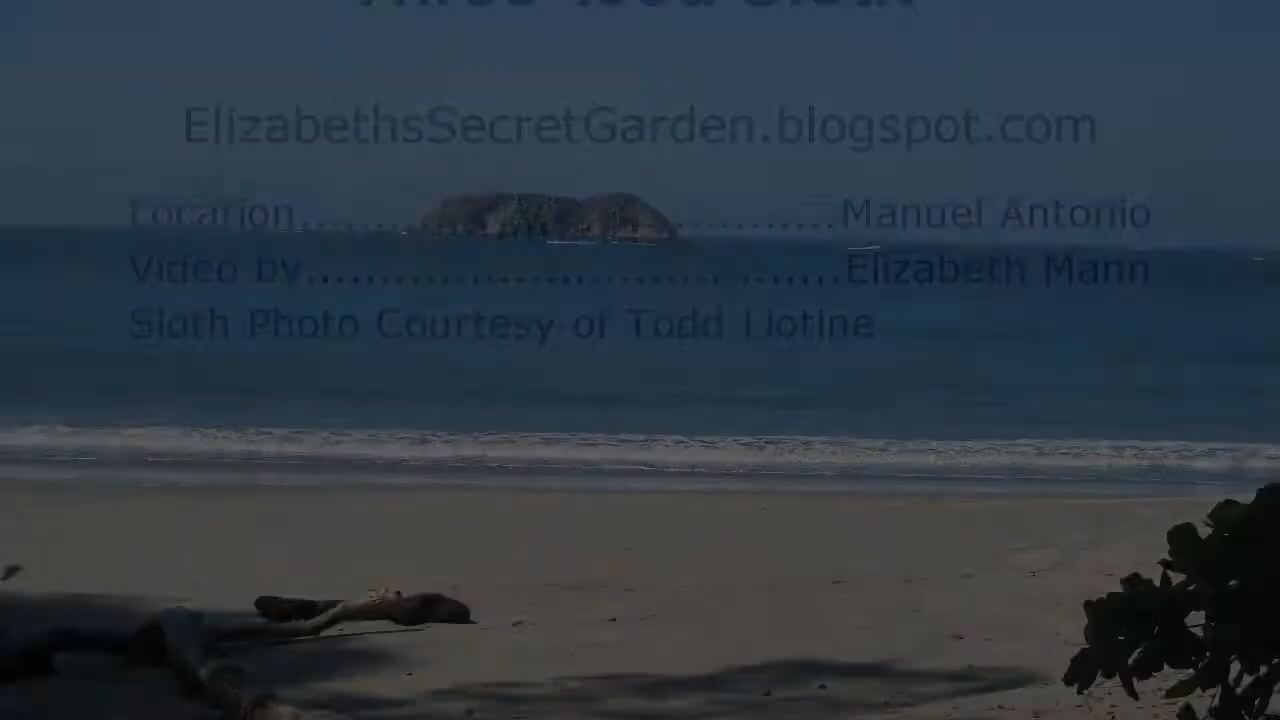 ElizabethsSecretGarden.blogspot.com
Location.................................Manuel Antonio
Video by.................................Elizabeth Mann
Sloth Photo Courtesy of Todd Liotine